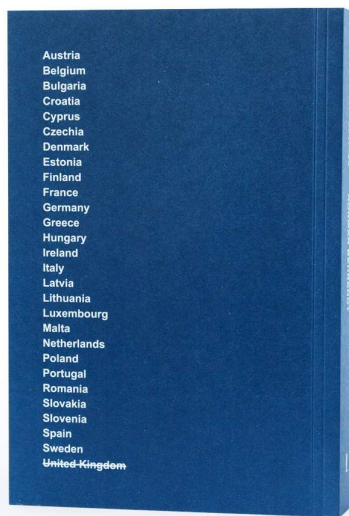 Austria
Belgium
Bulgaria
Croatia
Cyprus
Czechia
Denmark
Estonia
Finland
France
Germany
Greece
Hungary
Ireland
Italy
Latvia
Lithuania
Luxembourg
Malta
Netherlands
Poland
Portugal
Romania
Slovakia
Slovenia
Spain
Sweden
United Kingdom